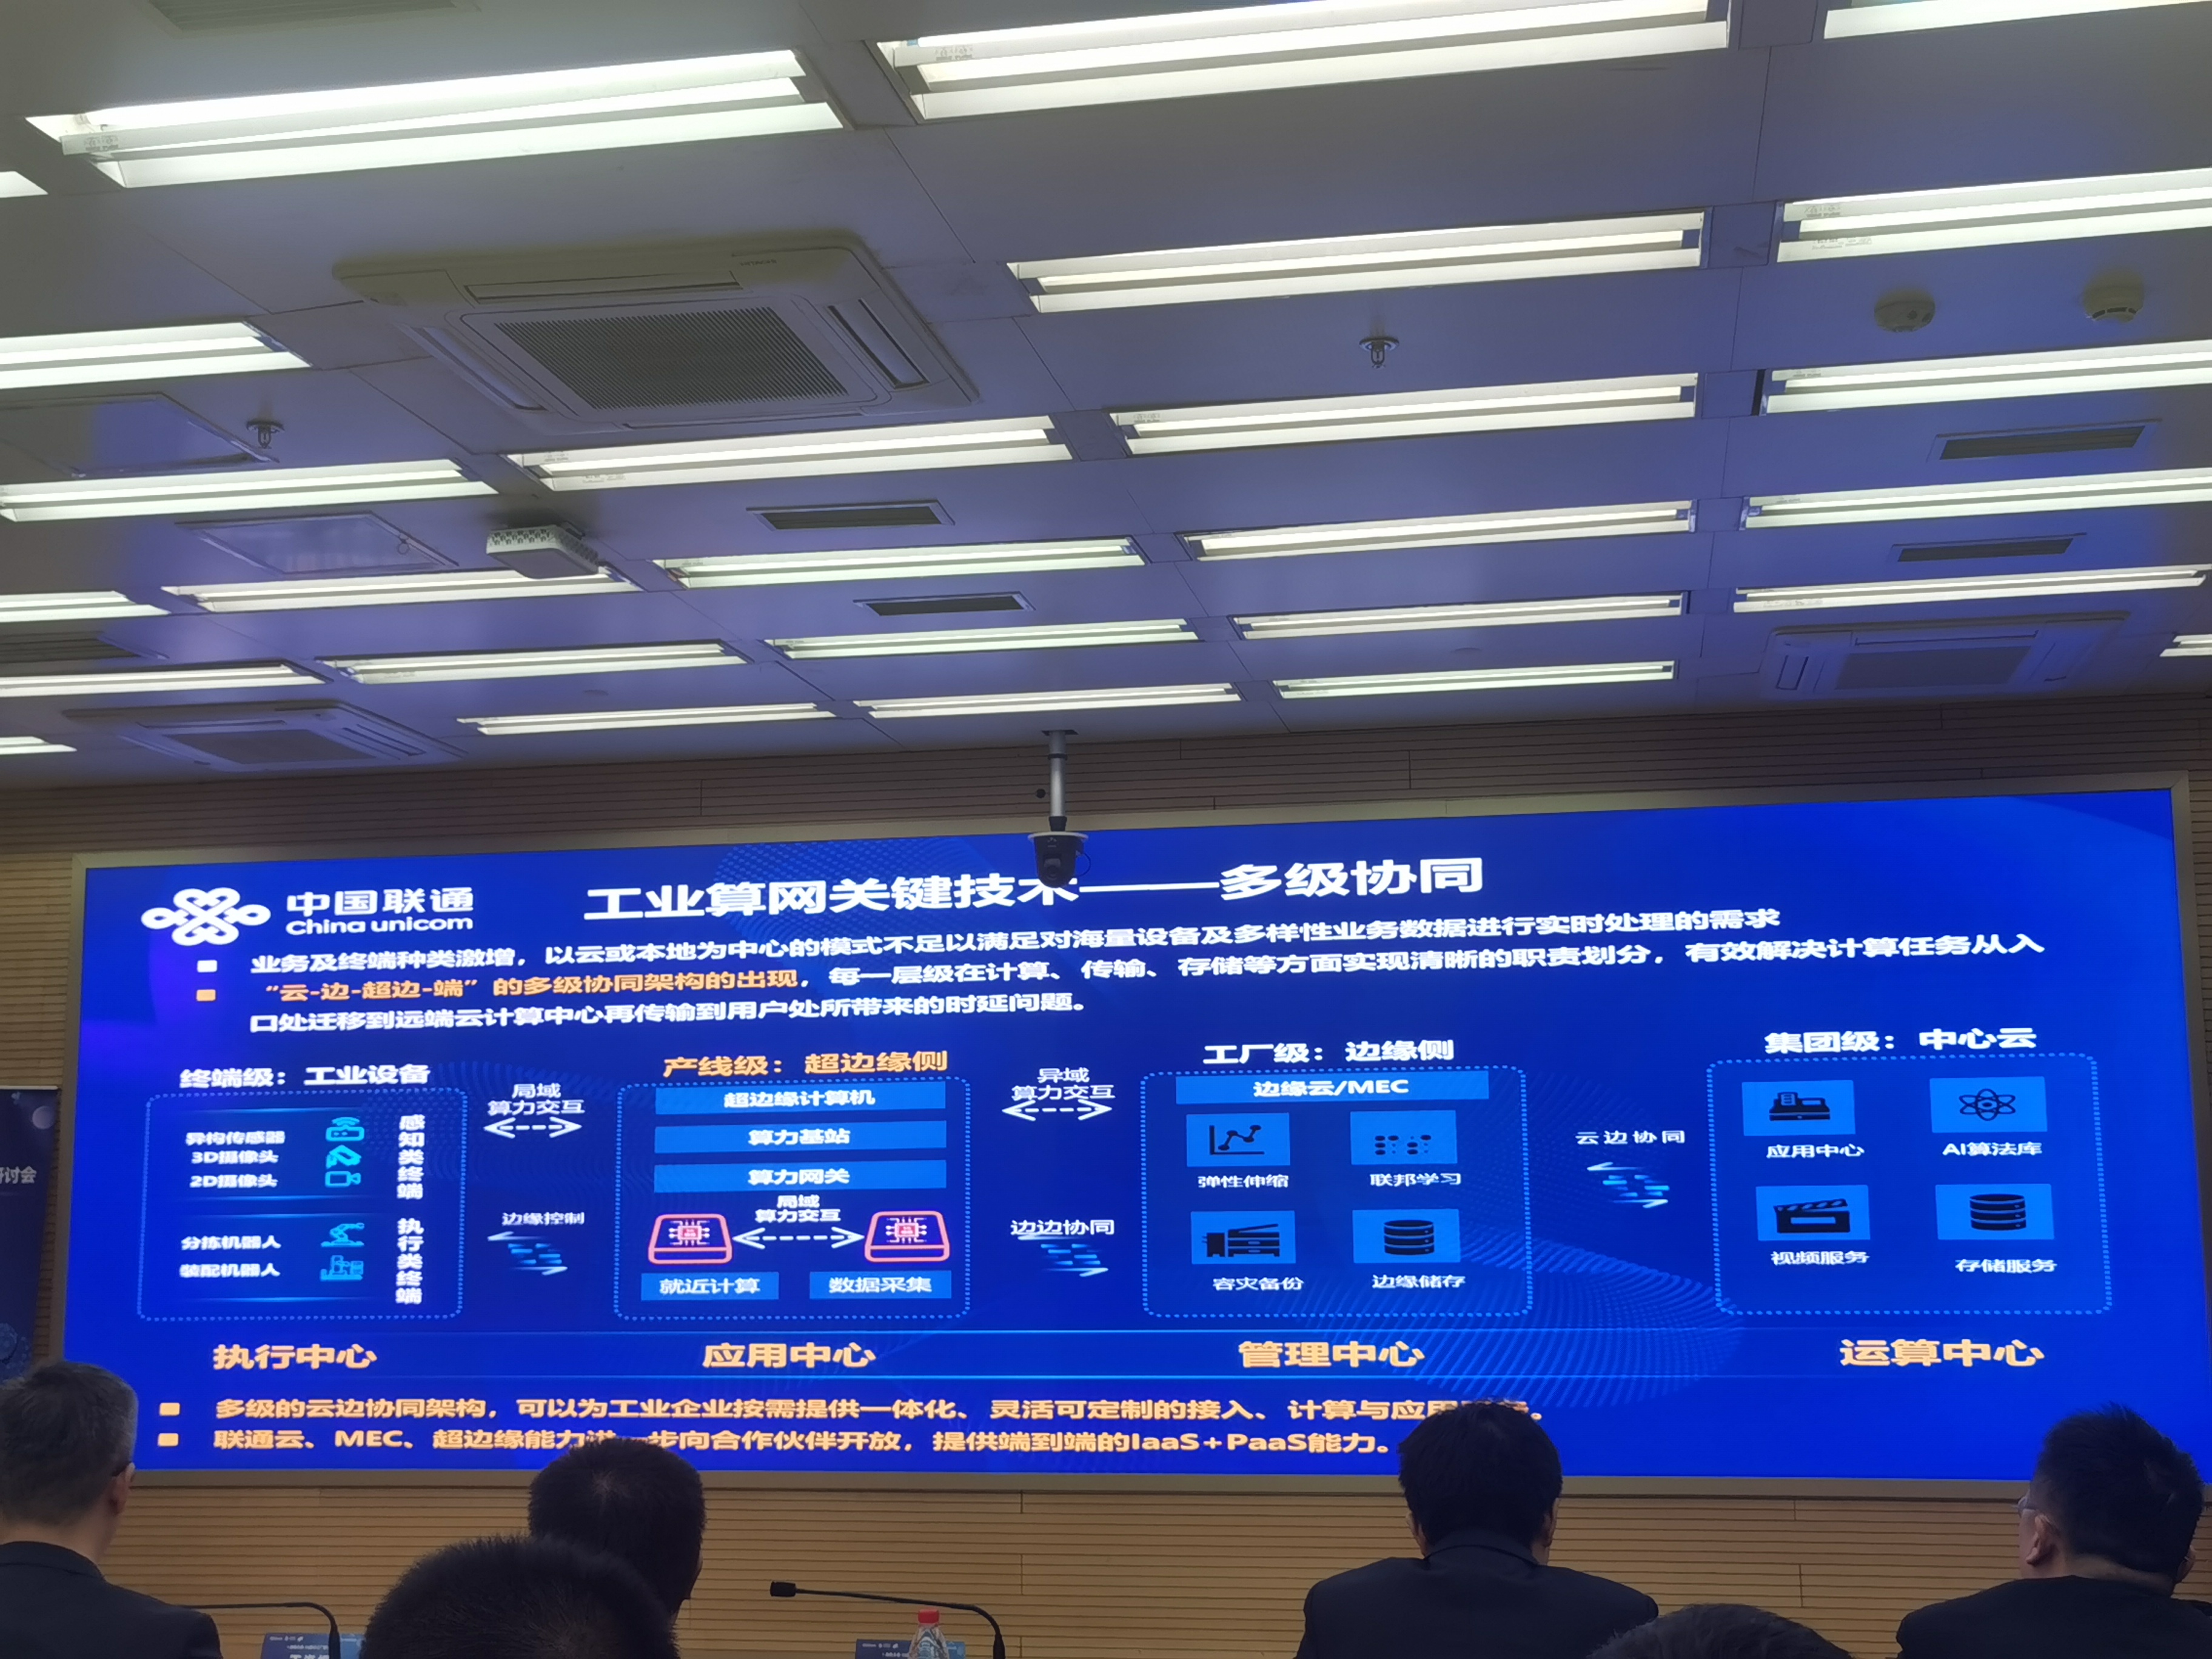 中国联通
China unicom
工业算网关键技术——多级协同
业务及终端种类激增，以云或本地为中心的模式不足以满足对海量设备及多样性业务数据进行实时处理的需求
“云-边-超边-端”的多级协同架构的出现，每一层级在计算、传输、存储等方面实现清晰的职责划分，有效解决计算任务从入
口处迁移到远端云计算中心再传输到用户处所带来的时延问题。
终端级：工业设备
异构传感器
3D摄像头
2D摄像头
感知类终端
分拣机器人
装配机器人
执行类终端
局域
算力交互
边缘控制
产线级：超边缘侧
超边缘计算机
算力基站
算力网关
局域
算力交互
就近计算
数据采集
异域
算力交互
边边协同
工厂级：边缘侧
边缘云/MEC
弹性伸缩
联邦学习
容灾备份
边缘储存
云边协同
集团级：中心云
应用中心
AI算法库
视频服务
存储服务
执行中心
应用中心
管理中心
运算中心
多级的云边协同架构，可以为工业企业按需提供一体化、灵活可定制的接入、计算与应用
联通云、MEC、超边缘能力进一步向合作伙伴开放，提供端到端的IaaS+PaaS能力。
讨会